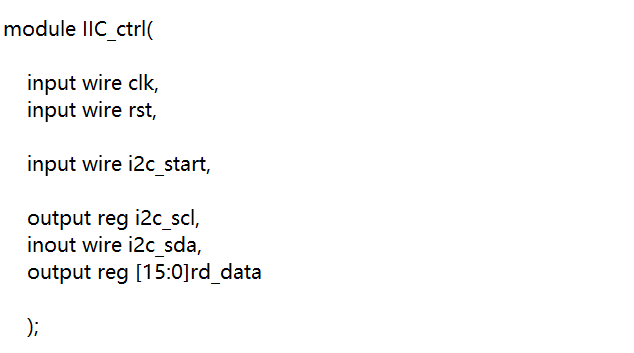 module IIC_ctrl(
input wire clk,
input wire rst,
input wire i2c_start,
output reg i2c_scl,
inout wire i2c_sda,
output reg [15:0]rd_data
);